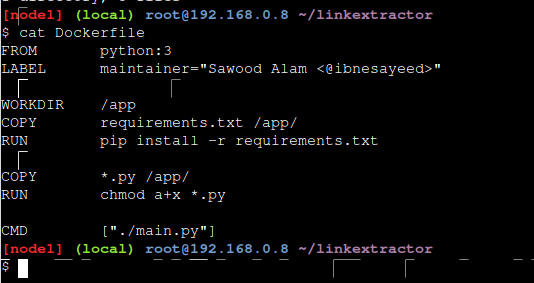 [node1] (local) root@192.168.0.8 ~/linkextractor
$ cat Dockerfile
FROM       python:3
LABEL      maintainer="Sawood Alam <@ibnesayeed>"
WORKDIR    /app
COPY       requirements.txt /app/
RUN        pip install -r requirements.txt
COPY       *.py /app/
RUN        chmod a+x *.py
CMD        ["./main.py"]
[node1] (local) root@192.168.0.8 ~/linkextractor
$